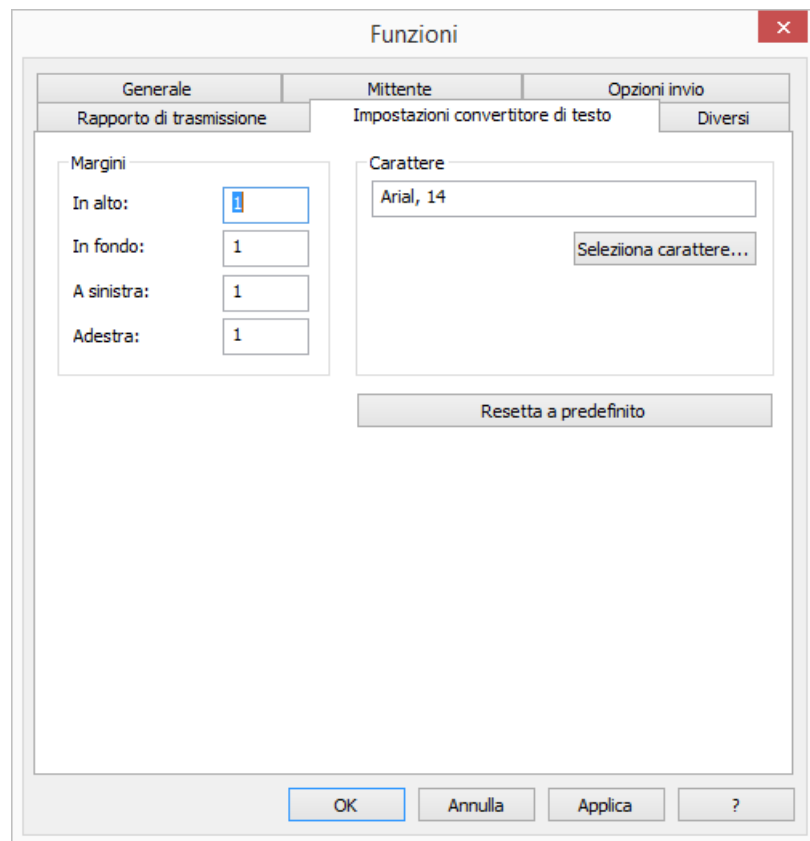 Funzioni
Generale
Mittente
Opzioni invio
Rapporto di trasmissione
Impostazioni convertitore di testo
Diversi
Margini
In alto:
1
In fondo:
1
A sinistra:
1
Adestra:
1
Carattere
Arial, 14
Seleziiona carattere...
Resetta a predefinito
OK
Annulla
Applica
?